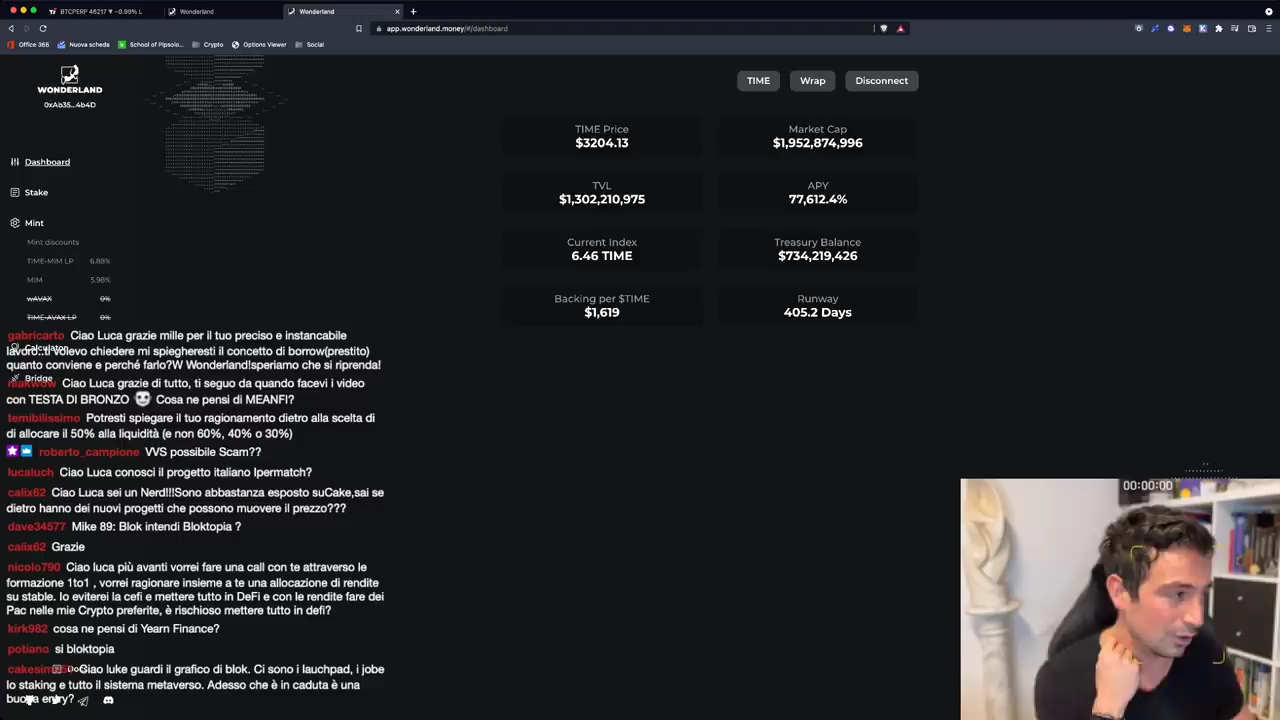 BTCPERP 46217 ▼ −0.99% L
Wonderland
Wonderland
app.wonderland.money/#/dashboard
Office 365
Nuova scheda
School of Pipsolo...
Crypto
Options Viewer
Social
WONDERLAND
0xAb35...4b4D
TIME
Wrap
Disconnect
Dashboard
Stake
Mint
Mint discounts
TIME-MIM LP 6.88%
MIM 5.98%
wAVAX 0%
TIME-AVAX LP 0%
Calculator
Bridge
TIME Price
$3204.13
Market Cap
$1,952,874,996
TVL
$1,302,210,975
APY
77,612.4%
Current Index
6.46 TIME
Treasury Balance
$734,219,426
Backing per $TIME
$1,619
Runway
405.2 Days
gabricarto Ciao Luca grazie mille per il tuo preciso e instancabile
lavoro..ti volevo chiedere mi spiegheresti il concetto di borrow(prestito)
quanto conviene e perché farlo?W Wonderland!speriamo che si riprenda!
Ciao Luca grazie di tutto, ti seguo da quando facevi i video
con TESTA DI BRONZO Cosa ne pensi di MEANFI?
temibilissimo Potresti spiegare il tuo ragionamento dietro alla scelta di
di allocare il 50% alla liquidità (e non 60%, 40% o 30%)
roberto_campione VVS possibile Scam??
lucaluch Ciao Luca conosci il progetto italiano Ipermatch?
calix62 Ciao Luca sei un Nerd!!!Sono abbastanza esposto suCake,sai se
dietro hanno dei nuovi progetti che possono muovere il prezzo???
dave34577 Mike 89: Blok intendi Bloktopia ?
calix62 Grazie
nicolo790 Ciao luca più avanti vorrei fare una call con te attraverso le
formazione 1to1 , vorrei ragionare insieme a te una allocazione di rendite
su stable. Io eviterei la cefi e mettere tutto in DeFi e con le rendite fare dei
Pac nelle mie Crypto preferite, è rischioso mettere tutto in defi?
kirk982 cosa ne pensi di Yearn Finance?
potiano si bloktopia
Ciao luke guardi il grafico di blok. Ci sono i lauchpad, i jobe
lo staking e tutto il sistema metaverso. Adesso che è in caduta è una
buona entry?
00:00:00